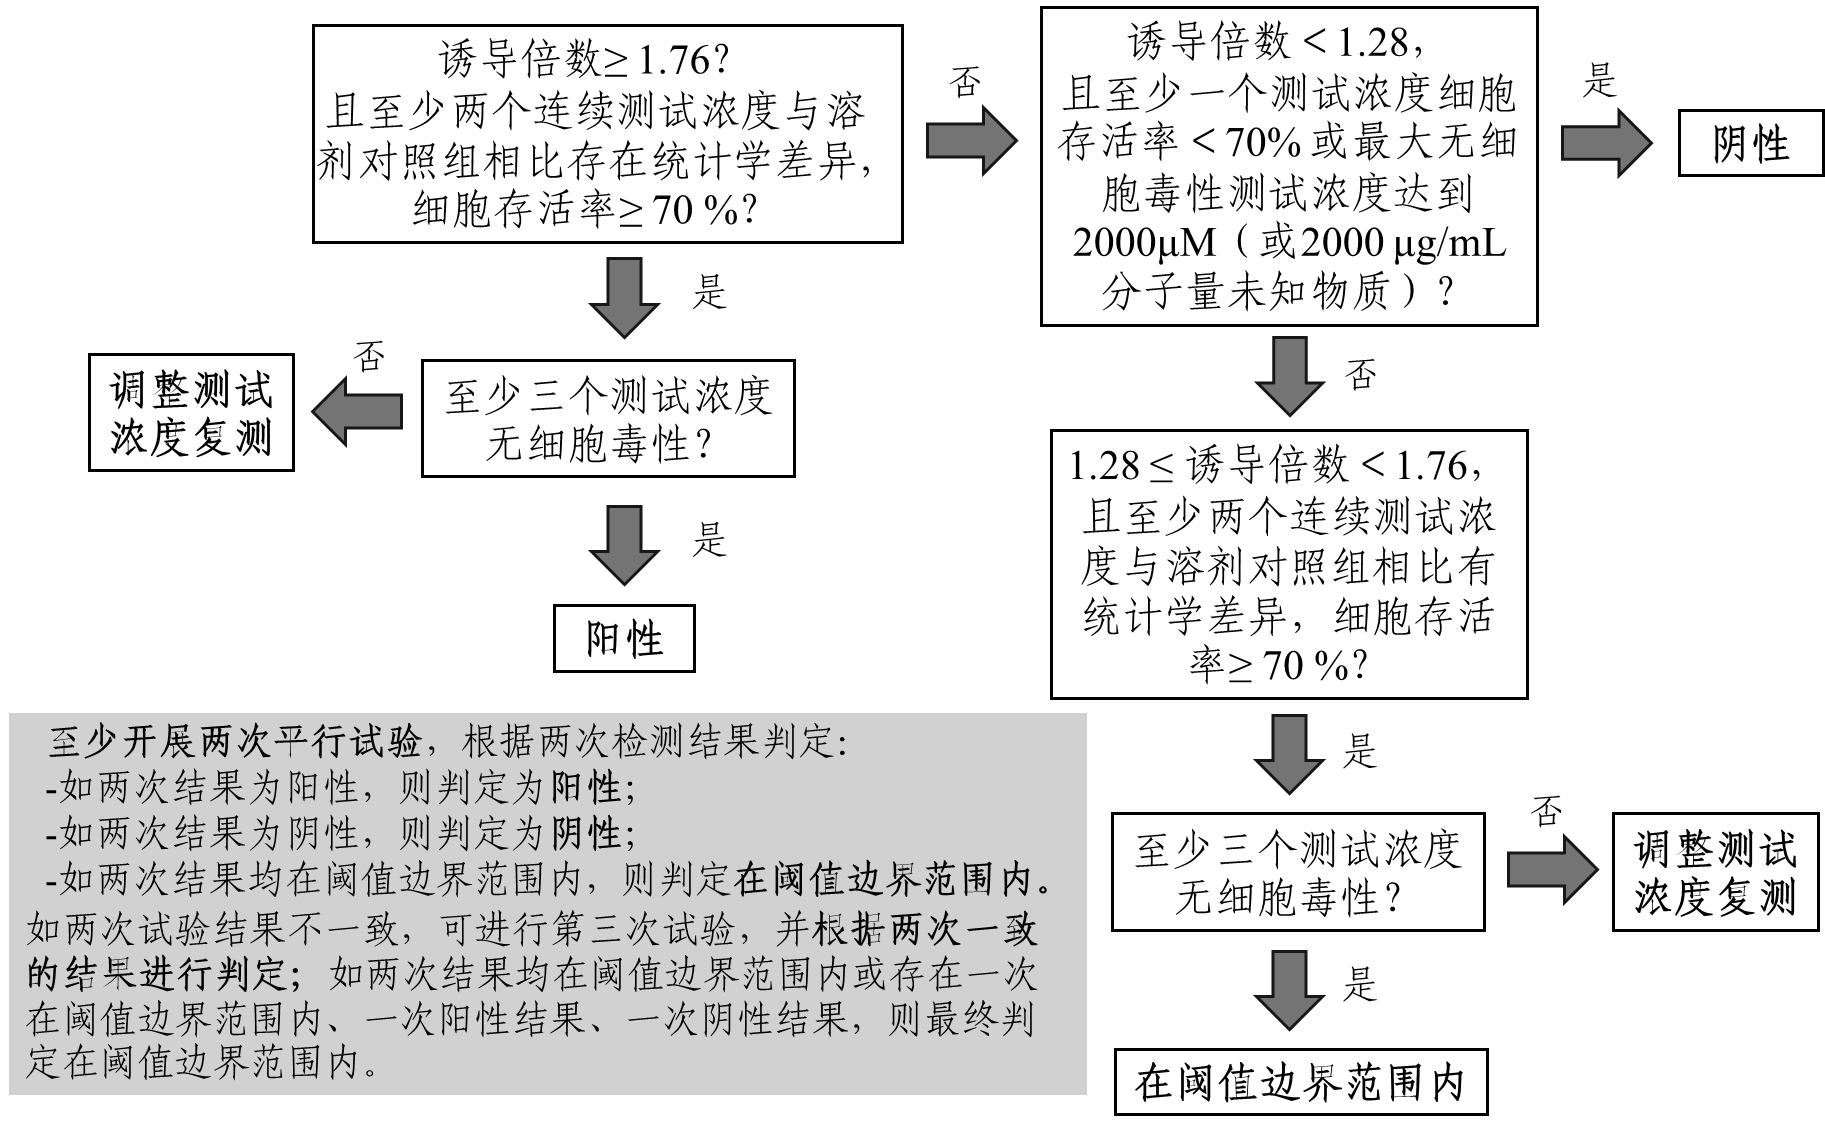 诱导倍数≥1.76?
且至少两个连续测试浓度与溶
剂对照组相比存在统计学差异，
细胞存活率≥70 %?
否
诱导倍数＜1.28，
且至少一个测试浓度细胞
存活率＜70%或最大无细
胞毒性测试浓度达到
2000μM（或2000 μg/mL
分子量未知物质）?
是
阴性
是
否
调整测试
浓度复测
否
至少三个测试浓度
无细胞毒性?
1.28≤诱导倍数＜1.76，
且至少两个连续测试浓
度与溶剂对照组相比有
统计学差异，细胞存活
率≥70 %?
是
阳性
是
至少三个测试浓度
无细胞毒性?
否
调整测试
浓度复测
是
在阈值边界范围内
至少开展两次平行试验，根据两次检测结果判定：
-如两次结果为阳性，则判定为阳性；
-如两次结果为阴性，则判定为阴性；
-如两次结果均在阈值边界范围内，则判定在阈值边界范围内。
如两次试验结果不一致，可进行第三次试验，并根据两次一致
的结果进行判定；如两次结果均在阈值边界范围内或存在一次
在阈值边界范围内、一次阳性结果、一次阴性结果，则最终判
定在阈值边界范围内。